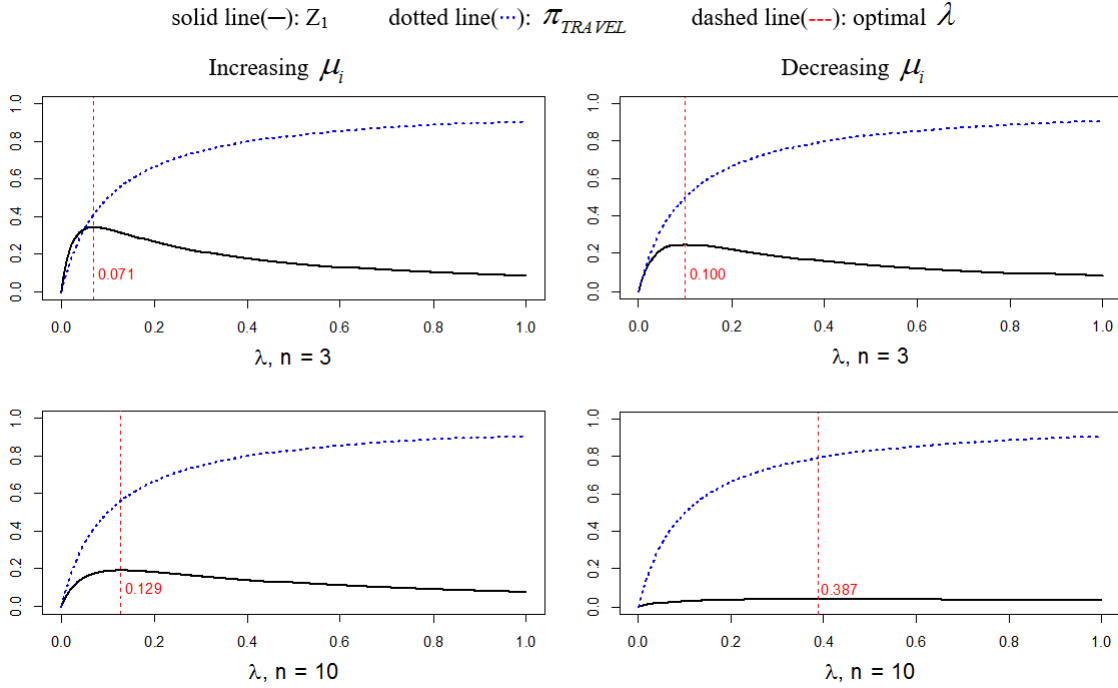 solid line(─): Z₁ dotted line(···): π_TRAVEL dashed line(---): optimal λ
Increasing μᵢ Decreasing μᵢ
1.0 0.8 0.6 0.4 0.2 0.0
0.071
0.0 0.2 0.4 0.6 0.8 1.0
λ, n = 3
1.0 0.8 0.6 0.4 0.2 0.0
0.100
0.0 0.2 0.4 0.6 0.8 1.0
λ, n = 3
1.0 0.8 0.6 0.4 0.2 0.0
0.129
0.0 0.2 0.4 0.6 0.8 1.0
λ, n = 10
1.0 0.8 0.6 0.4 0.2 0.0
0.387
0.0 0.2 0.4 0.6 0.8 1.0
λ, n = 10